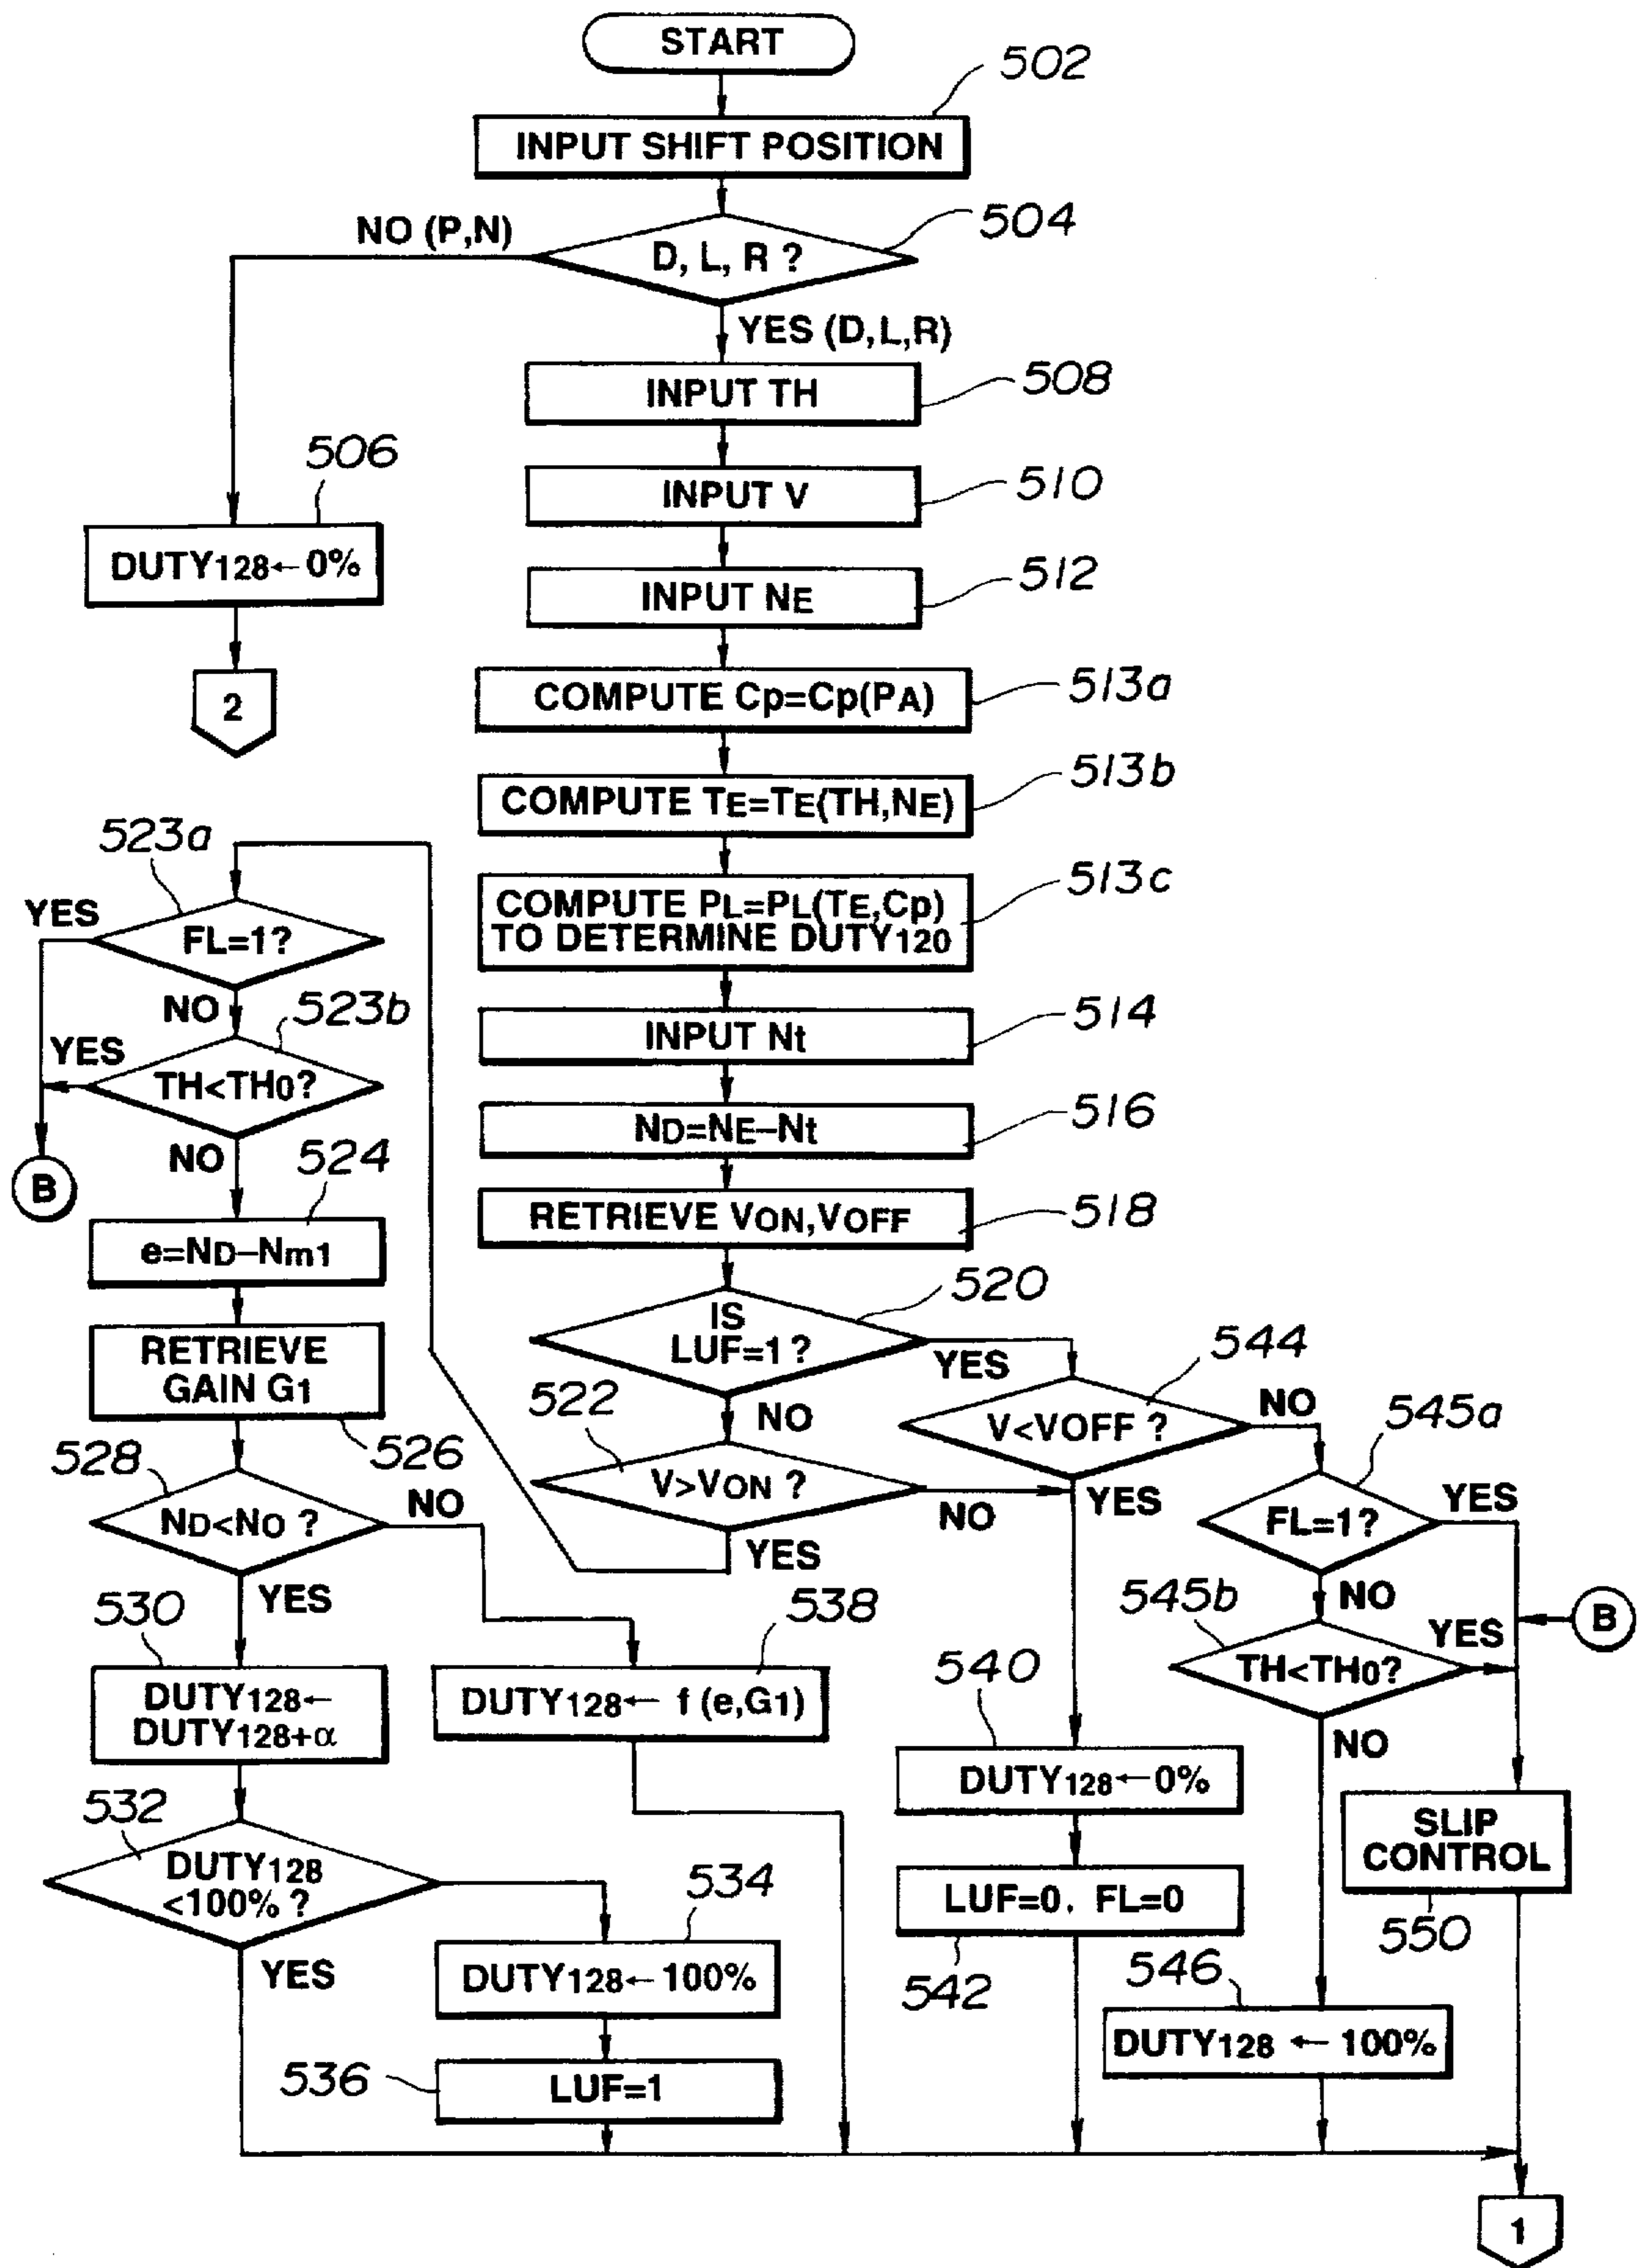 START
502
INPUT SHIFT POSITION
504
NO (P,N)
D, L, R ?
YES (D,L,R)
INPUT TH
508
506
INPUT V
510
DUTY128← 0%
INPUT NE
512
2
COMPUTE Cp=Cp(PA)
513a
COMPUTE TE=TE(TH,NE)
513b
523a
COMPUTE PL=PL(TE,Cp)
TO DETERMINE DUTY120
513c
YES
FL=1?
NO
523b
INPUT Nt
514
YES
TH<TH0?
ND=NE–Nt
516
NO
524
B
RETRIEVE VON,VOFF
518
e=ND–Nm1
520
IS
LUF=1 ?
YES
RETRIEVE
GAIN G1
526
544
NO
522
V<VOFF ?
NO
545a
528
V>VON ?
NO
YES
YES
ND<NO ?
NO
FL=1?
YES
YES
530
538
545b
NO
B
YES
DUTY128←
DUTY128+α
DUTY128← f (e,G1)
540
TH<TH0?
NO
DUTY128←0%
532
SLIP
CONTROL
550
DUTY128
<100% ?
534
LUF=0. FL=0
542
YES
DUTY128← 100%
546
DUTY128 ← 100%
536
LUF=1
1